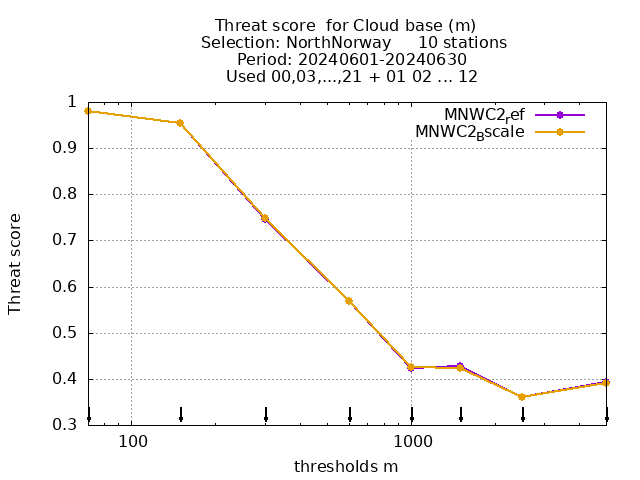 Threat score  for Cloud base (m)
Selection: NorthNorway     10 stations
Period: 20240601-20240630
Used 00,03,...,21 + 01 02 ... 12
MNWC2ref
MNWC2Bscale
1
0.9
0.8
0.7
0.6
0.5
0.4
0.3
Threat score
100
1000
thresholds m